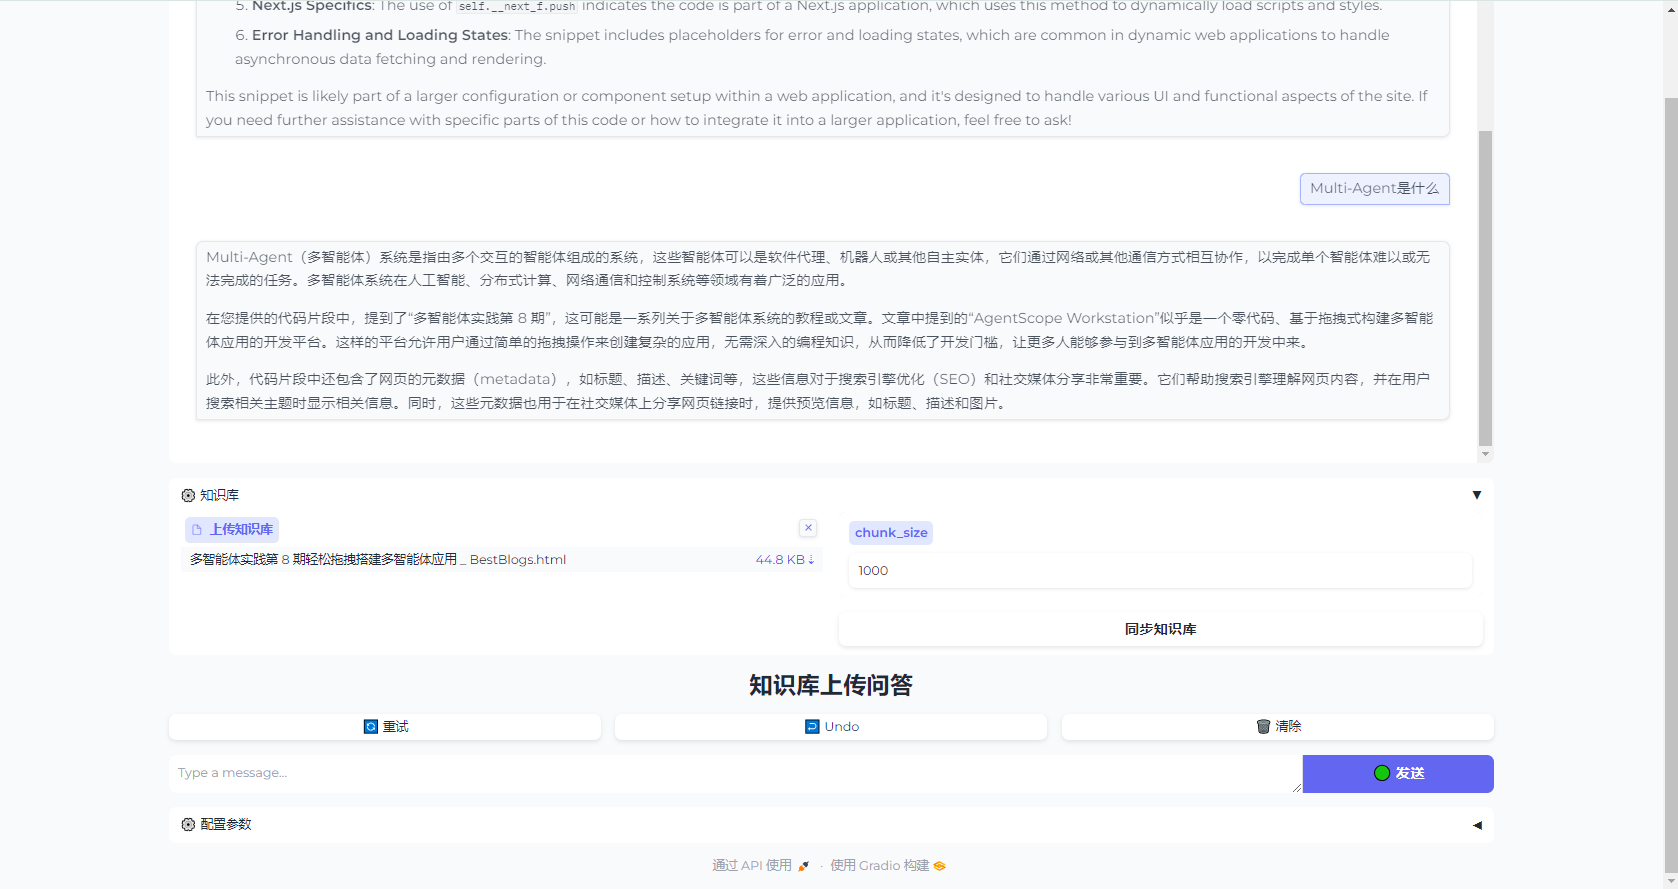 5. Next.js Specifics: The use of self.__next_f.push indicates the code is part of a Next.js application, which uses this method to dynamically load scripts and styles.
6. Error Handling and Loading States: The snippet includes placeholders for error and loading states, which are common in dynamic web applications to handle
asynchronous data fetching and rendering.
This snippet is likely part of a larger configuration or component setup within a web application, and it's designed to handle various UI and functional aspects of the site. If
you need further assistance with specific parts of this code or how to integrate it into a larger application, feel free to ask!
Multi-Agent是什么
Multi-Agent（多智能体）系统是指由多个交互的智能体组成的系统，这些智能体可以是软件代理、机器人或其他自主实体，它们通过网络或其他通信方式相互协作，以完成单个智能体难以或无
法完成的任务。多智能体系统在人工智能、分布式计算、网络通信和控制系统等领域有着广泛的应用。
在您提供的代码片段中，提到了“多智能体实践第 8 期”，这可能是一系列关于多智能体系统的教程或文章。文章中提到的“AgentScope Workstation”似乎是一个零代码、基于拖拽式构建多智能
体应用的开发平台。这样的平台允许用户通过简单的拖拽操作来创建复杂的应用，无需深入的编程知识，从而降低了开发门槛，让更多人能够参与到多智能体应用的开发中来。
此外，代码片段中还包含了网页的元数据（metadata），如标题、描述、关键词等，这些信息对于搜索引擎优化（SEO）和社交媒体分享非常重要。它们帮助搜索引擎理解网页内容，并在用户
搜索相关主题时显示相关信息。同时，这些元数据也用于在社交媒体上分享网页链接时，提供预览信息，如标题、描述和图片。
知识库 ▼
上传知识库 ×
多智能体实践第 8 期轻松拖拽搭建多智能体应用 _ BestBlogs.html 44.8 KB ↓
chunk_size
1000
同步知识库
知识库上传问答
重试 Undo 清除
Type a message...
发送
配置参数 ◀
通过 API 使用 · 使用 Gradio 构建